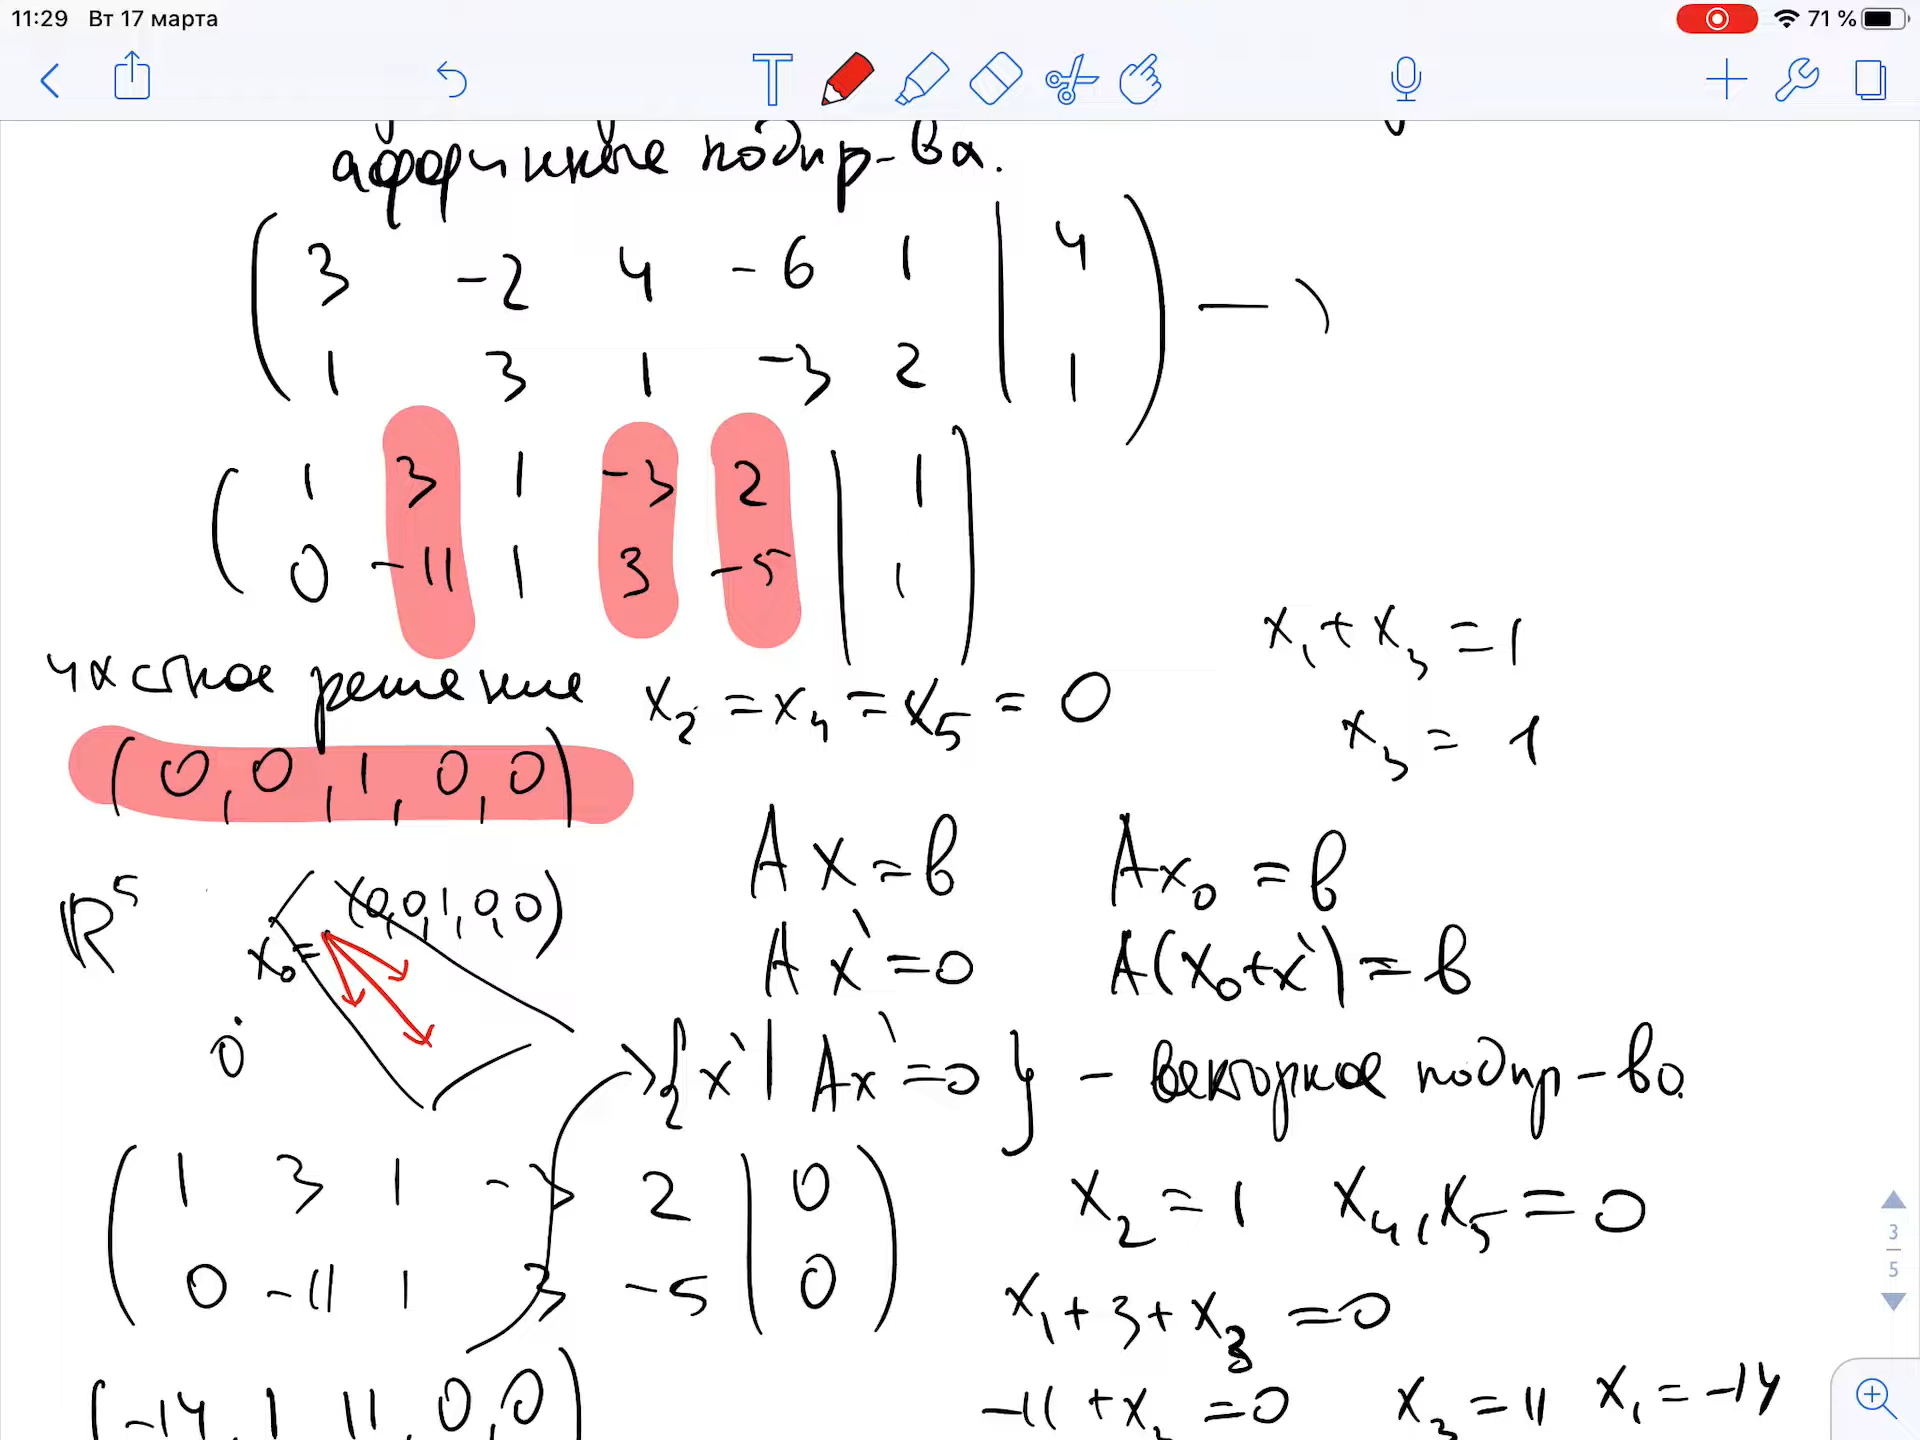 11:29 Вт 17 марта 71 %
аффинные подпр-ва.
( 3 -2 4 -6 1 | 4 ) →
( 1 3 1 -3 2 | 1 )
( 1 3 1 -3 2 | 1 )
( 0 -11 1 3 -5 | 1 )
x₁ + x₃ = 1
частное решение x₂ = x₄ = x₅ = 0
x₃ = 1
(0, 0, 1, 0, 0)
Ax = b Ax₀ = b
R⁵ x₀ = (0,0,1,0,0)
Ax' = 0 A(x₀+x') = b
0
{x' | Ax' = 0} - векторное подпр-во.
( 1 3 1 -3 2 | 0 )
( 0 -11 1 3 -5 | 0 )
x₂ = 1 x₄, x₅ = 0
x₁ + 3 + x₃ = 0
(-14, 1, 11, 0, 0)
-11 + x₃ = 0 x₃ = 11 x₁ = -14
3
5